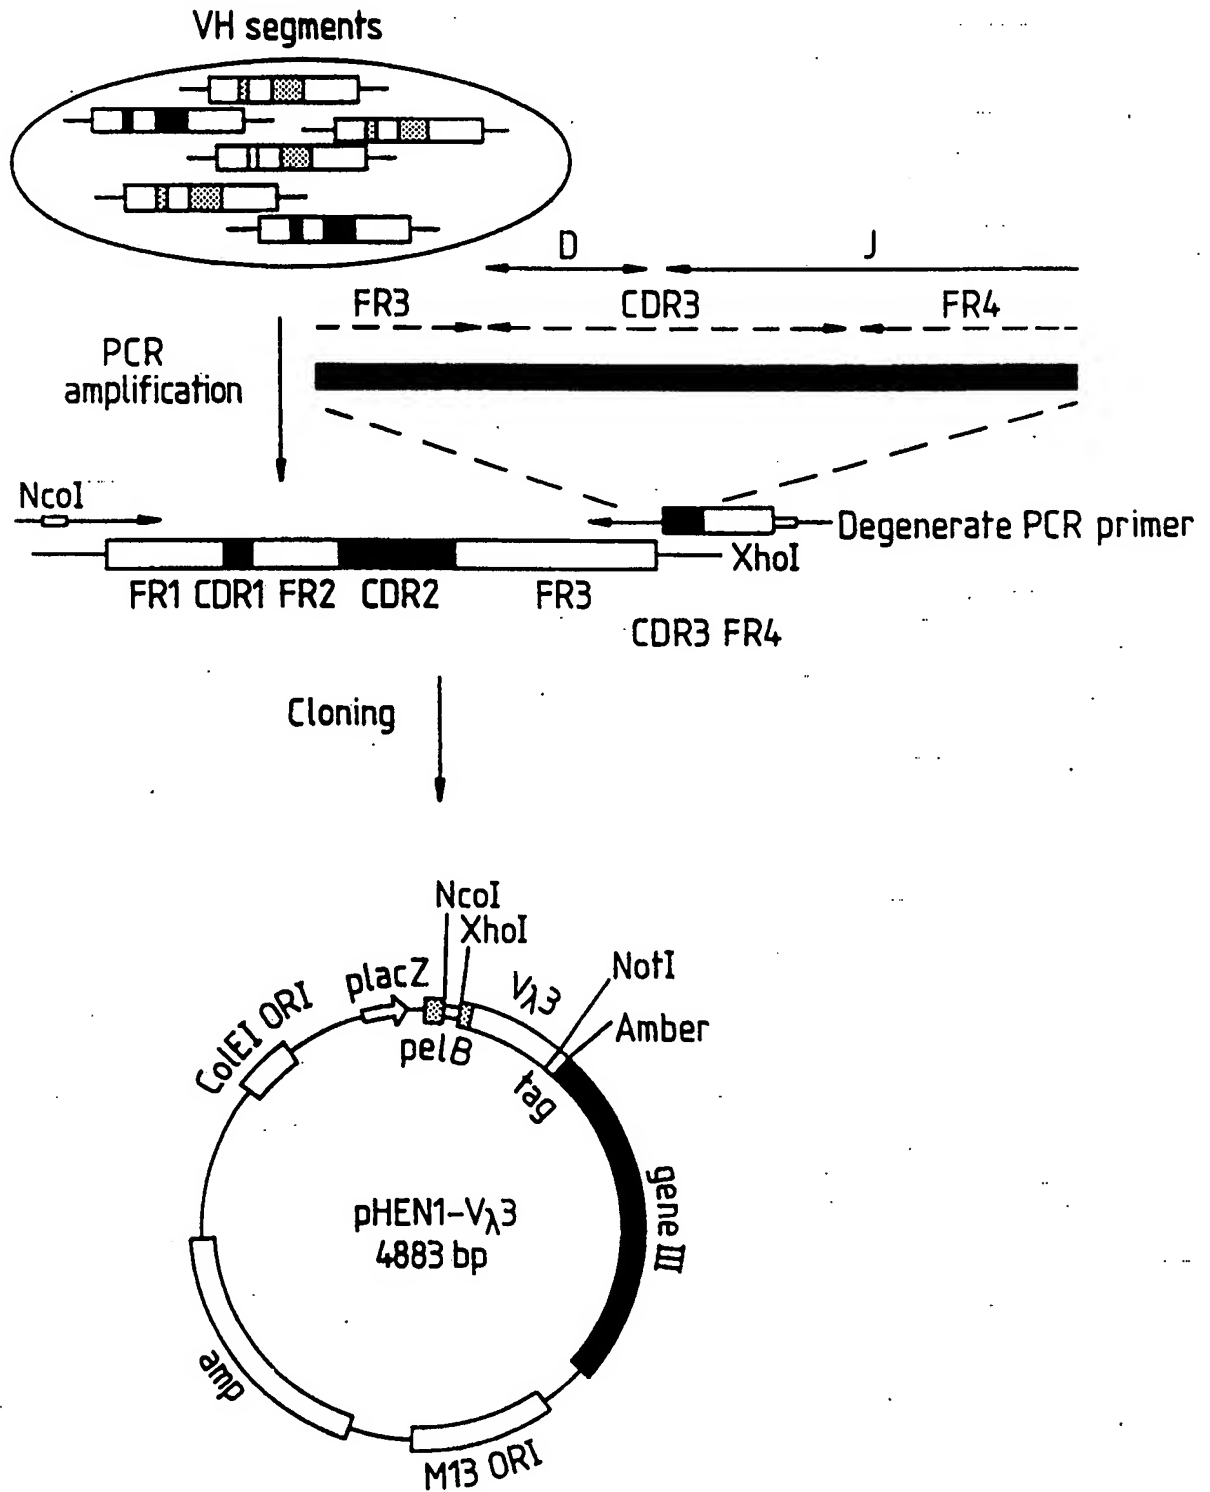 VH segments
D
J
FR3
CDR3
FR4
PCR
amplification
NcoI
Degenerate PCR primer
XhoI
FR1 CDR1 FR2 CDR2 FR3
CDR3 FR4
Cloning
NcoI
XhoI
placZ
Vλ3
NotI
ColEI ORI
pelB
Amber
tag
gene III
pHEN1-Vλ3
4883 bp
amp
M13 ORI